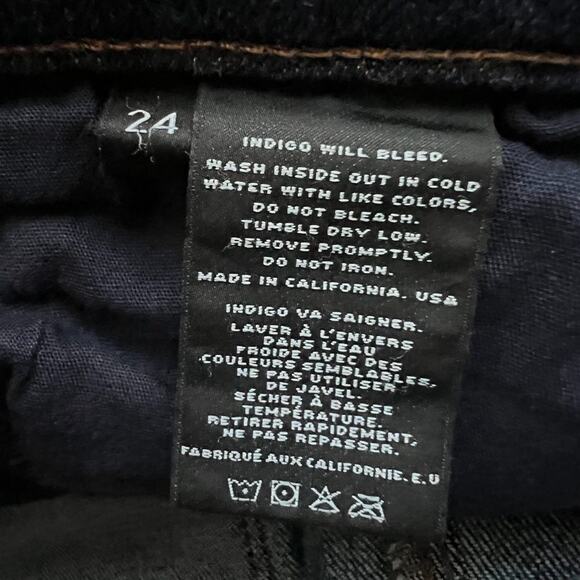 24
INDIGO WILL BLEED.
WASH INSIDE OUT IN COLD
WATER WITH LIKE COLORS,
DO NOT BLEACH.
TUMBLE DRY LOW.
REMOVE PROMPTLY.
DO NOT IRON.
MADE IN CALIFORNIA. USA
INDIGO VA SAIGNER.
LAVER À L'ENVERS
DANS L'EAU
FROIDE AVEC DES
COULEURS SEMBLABLES,
NE PAS UTILISER
DE JAVEL.
SÉCHER À BASSE
TEMPÉRATURE.
RETIRER RAPIDEMENT,
NE PAS REPASSER.
FABRIQUÉ AUX CALIFORNIE. E.U